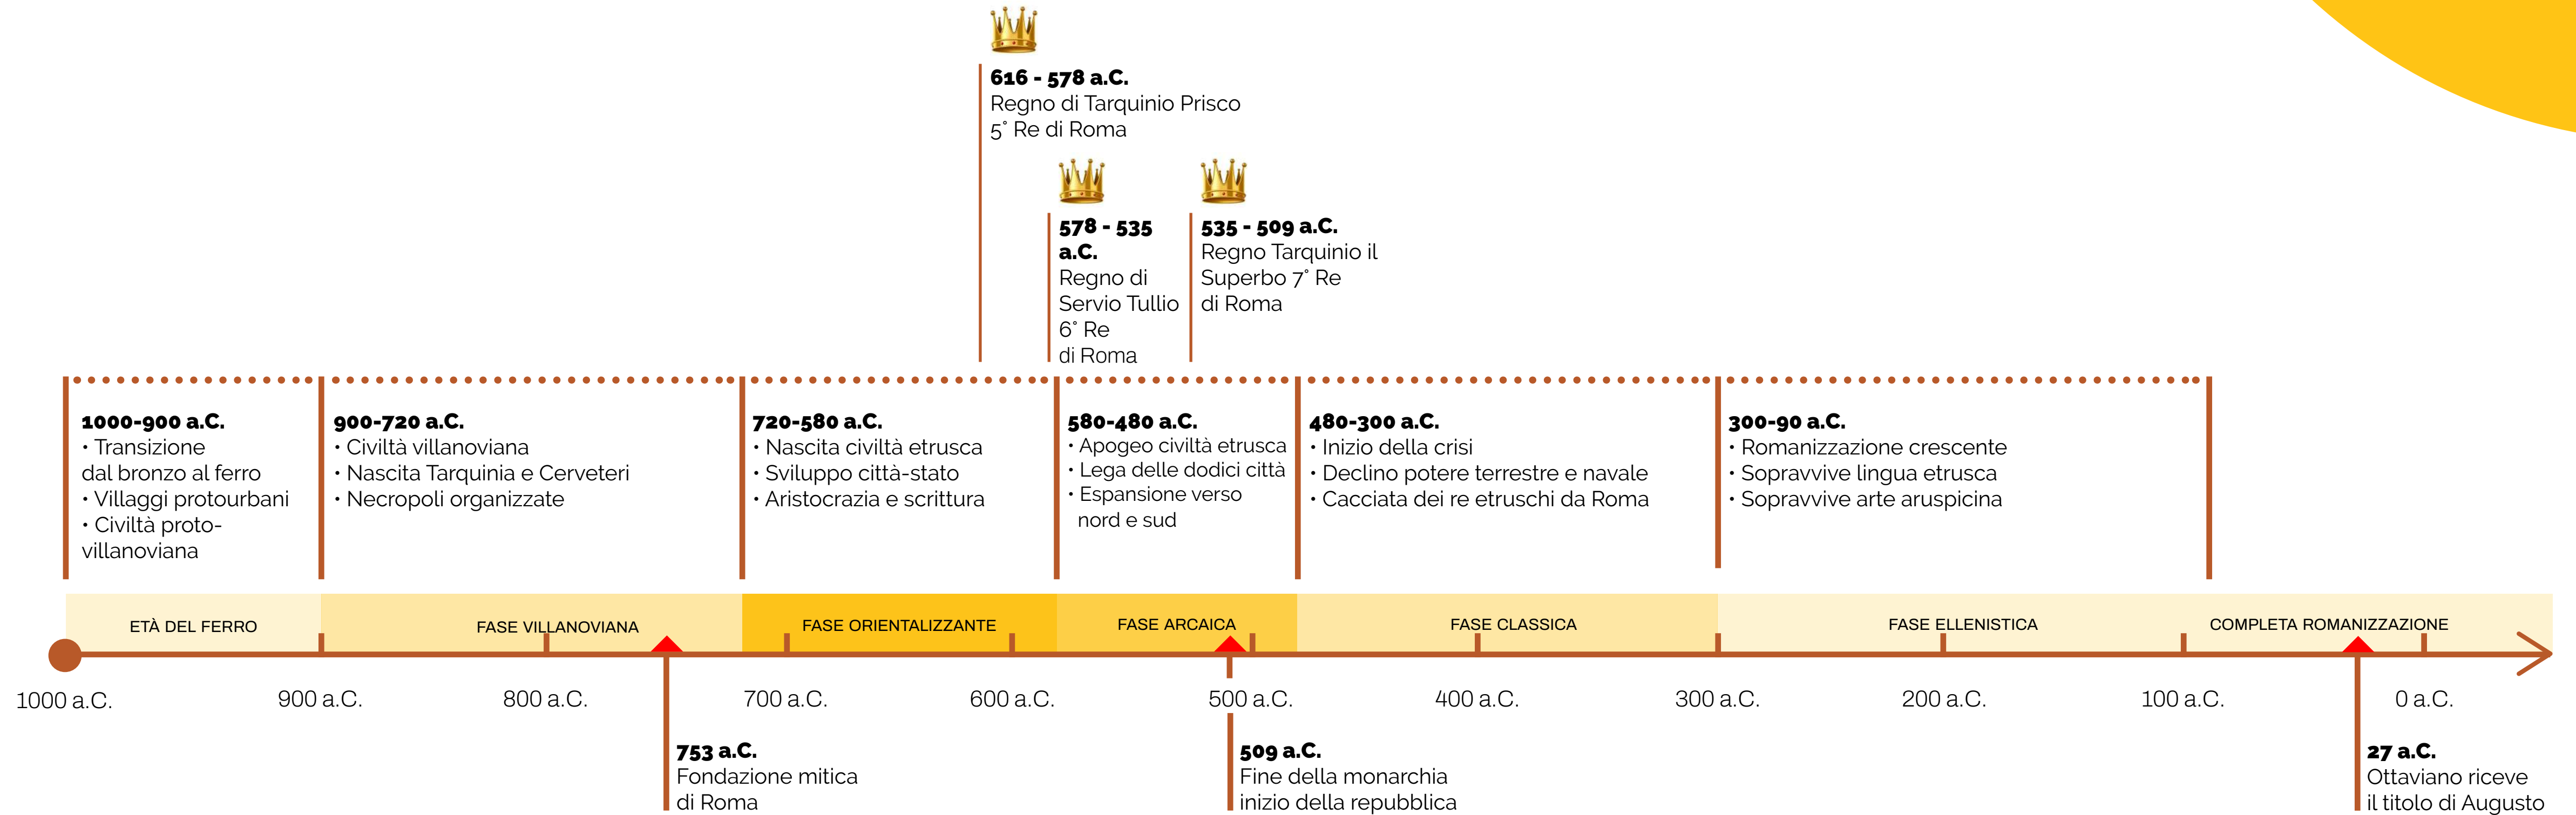 616 - 578 a.C.
Regno di Tarquinio Prisco
5° Re di Roma
578 - 535
a.C.
Regno di
Servio Tullio
6° Re
di Roma
535 - 509 a.C.
Regno Tarquinio il
Superbo 7° Re
di Roma
1000-900 a.C.
• Transizione
dal bronzo al ferro
• Villaggi protourbani
• Civiltà proto-
villanoviana
900-720 a.C.
• Civiltà villanoviana
• Nascita Tarquinia e Cerveteri
• Necropoli organizzate
720-580 a.C.
• Nascita civiltà etrusca
• Sviluppo città-stato
• Aristocrazia e scrittura
580-480 a.C.
• Apogeo civiltà etrusca
• Lega delle dodici città
• Espansione verso
nord e sud
480-300 a.C.
• Inizio della crisi
• Declino potere terrestre e navale
• Cacciata dei re etruschi da Roma
300-90 a.C.
• Romanizzazione crescente
• Sopravvive lingua etrusca
• Sopravvive arte aruspicina
ETÀ DEL FERRO
FASE VILLANOVIANA
FASE ORIENTALIZZANTE
FASE ARCAICA
FASE CLASSICA
FASE ELLENISTICA
COMPLETA ROMANIZZAZIONE
1000 a.C.
900 a.C.
800 a.C.
700 a.C.
600 a.C.
500 a.C.
400 a.C.
300 a.C.
200 a.C.
100 a.C.
0 a.C.
753 a.C.
Fondazione mitica
di Roma
509 a.C.
Fine della monarchia
inizio della repubblica
27 a.C.
Ottaviano riceve
il titolo di Augusto